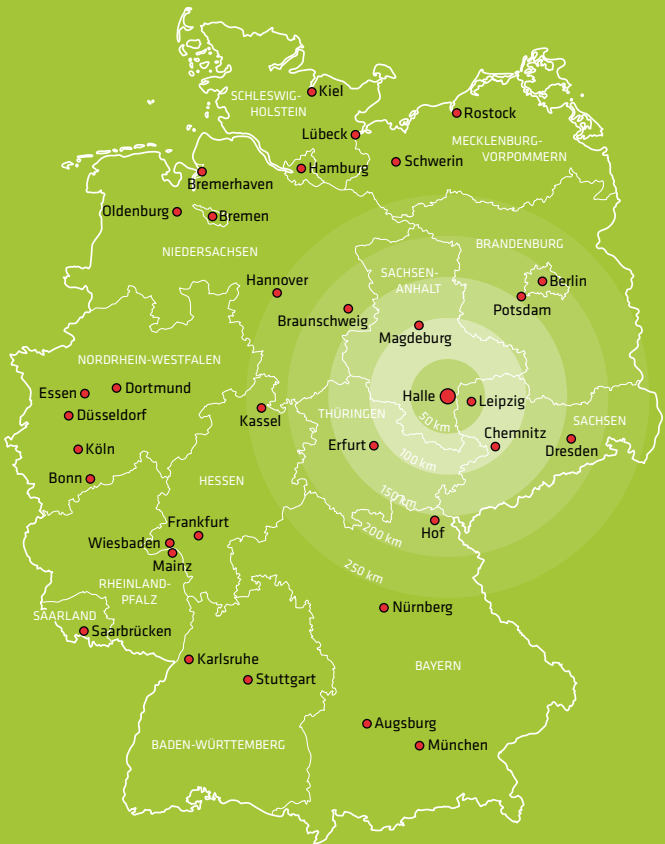 Kiel
SCHLESWIG-
HOLSTEIN
Rostock
Lübeck
MECKLENBURG-
VORPOMMERN
Schwerin
Hamburg
Bremerhaven
Oldenburg
Bremen
NIEDERSACHSEN
BRANDENBURG
SACHSEN-
ANHALT
Hannover
Berlin
Potsdam
Braunschweig
Magdeburg
NORDRHEIN-WESTFALEN
Essen
Dortmund
Halle
Leipzig
Düsseldorf
Kassel
THÜRINGEN
50 km
SACHSEN
Chemnitz
Erfurt
Dresden
Köln
100 km
Bonn
HESSEN
150 km
Frankfurt
Hof
200 km
Wiesbaden
Mainz
250 km
RHEINLAND-
PFALZ
Nürnberg
SAARLAND
Saarbrücken
Karlsruhe
BAYERN
Stuttgart
Augsburg
BADEN-WÜRTTEMBERG
München